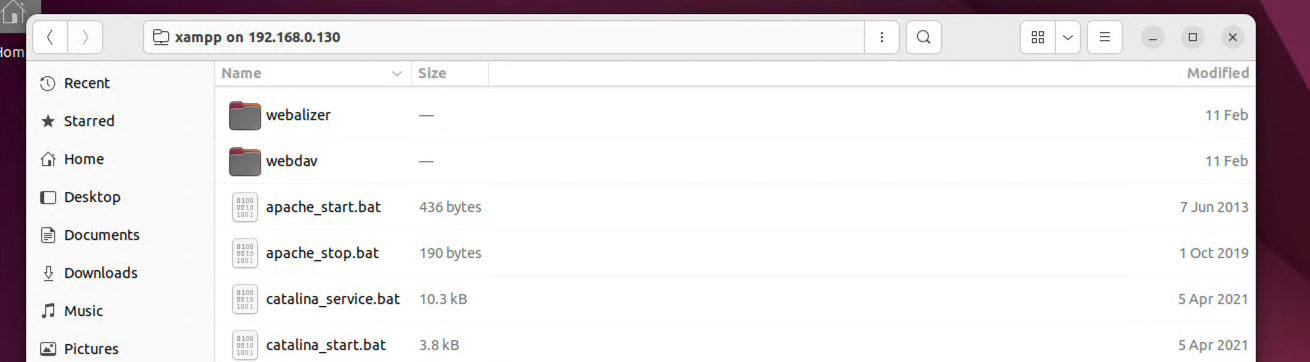 xampp on 192.168.0.130
Hom
Name Size Modified
Recent
Starred
Home
Desktop
Documents
Downloads
Music
Pictures
webalizer — 11 Feb
webdav — 11 Feb
apache_start.bat 436 bytes 7 Jun 2013
apache_stop.bat 190 bytes 1 Oct 2019
catalina_service.bat 10.3 kB 5 Apr 2021
catalina_start.bat 3.8 kB 5 Apr 2021